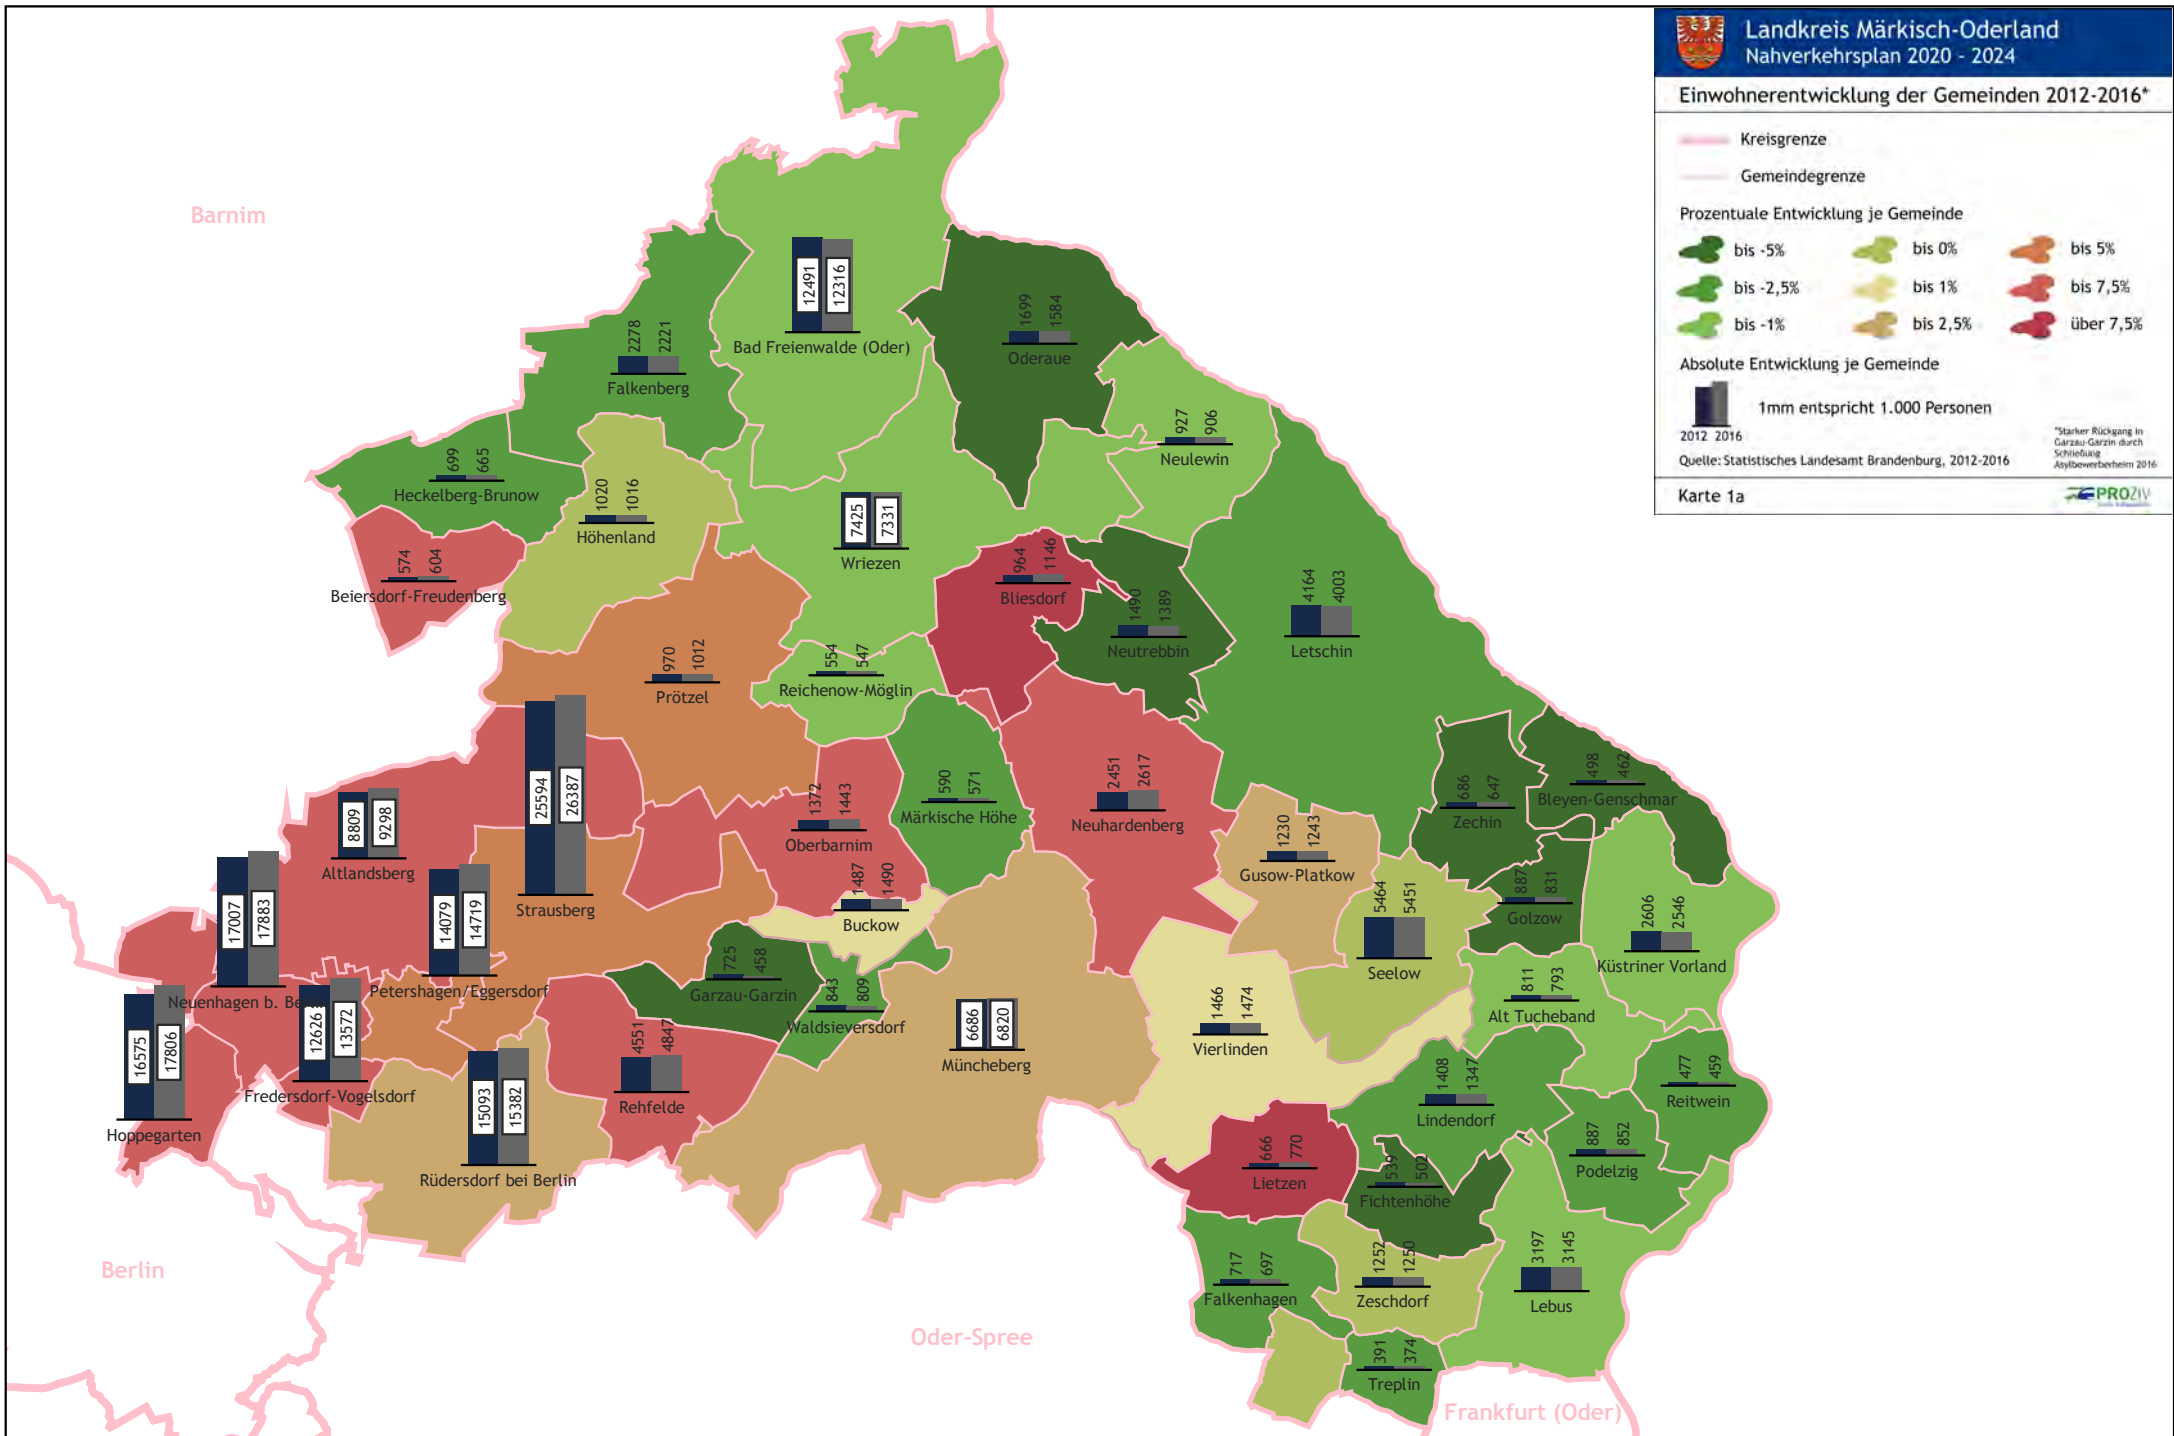 Landkreis Märkisch-Oderland
Nahverkehrsplan 2020 - 2024
Einwohnerentwicklung der Gemeinden 2012-2016*
Kreisgrenze
Gemeindegrenze
Prozentuale Entwicklung je Gemeinde
bis -5%
bis 0%
bis 5%
bis -2,5%
bis 1%
bis 7,5%
bis -1%
bis 2,5%
über 7,5%
Absolute Entwicklung je Gemeinde
1mm entspricht 1.000 Personen
2012 2016
*Starker Rückgang in
Garzau-Garzin durch
Schließung
Asylbewerberheim 2016
Quelle: Statistisches Landesamt Brandenburg, 2012-2016
Karte 1a
PROZIV
Barnim
12491 12316
Bad Freienwalde (Oder)
1699 1584
Oderaue
2278 2221
Falkenberg
927 906
Neulewin
699 665
Heckelberg-Brunow
1020 1016
Höhenland
7425 7331
Wriezen
574 604
Beiersdorf-Freudenberg
964 1146
Bliesdorf
1490 1389
Neutrebbin
4164 4003
Letschin
970 1012
Prötzel
554 547
Reichenow-Möglin
25594 26387
Strausberg
8809 9298
Altlandsberg
1372 1443
Oberbarnim
590 571
Märkische Höhe
2451 2617
Neuhardenberg
686 647
Zechin
498 462
Bleyen-Genschmar
1230 1243
Gusow-Platkow
17007 17883
Neuenhagen b. Be
14079 14719
Petershagen/Eggersdorf
1487 1490
Buckow
5464 5451
Seelow
887 831
Golzow
2606 2546
Küstriner Vorland
725 458
Garzau-Garzin
843 809
Waldsieversdorf
811 793
Alt Tucheband
16575 17806
Hoppegarten
12626 13572
Fredersdorf-Vogelsdorf
15093 15382
Rüdersdorf bei Berlin
4551 4847
Rehfelde
6686 6820
Müncheberg
1466 1474
Vierlinden
1408 1347
Lindendorf
477 459
Reitwein
887 852
Podelzig
666 770
Lietzen
539 502
Fichtenhöhe
717 697
Falkenhagen
1252 1250
Zeschdorf
3197 3145
Lebus
391 374
Treplin
Berlin
Oder-Spree
Frankfurt (Oder)